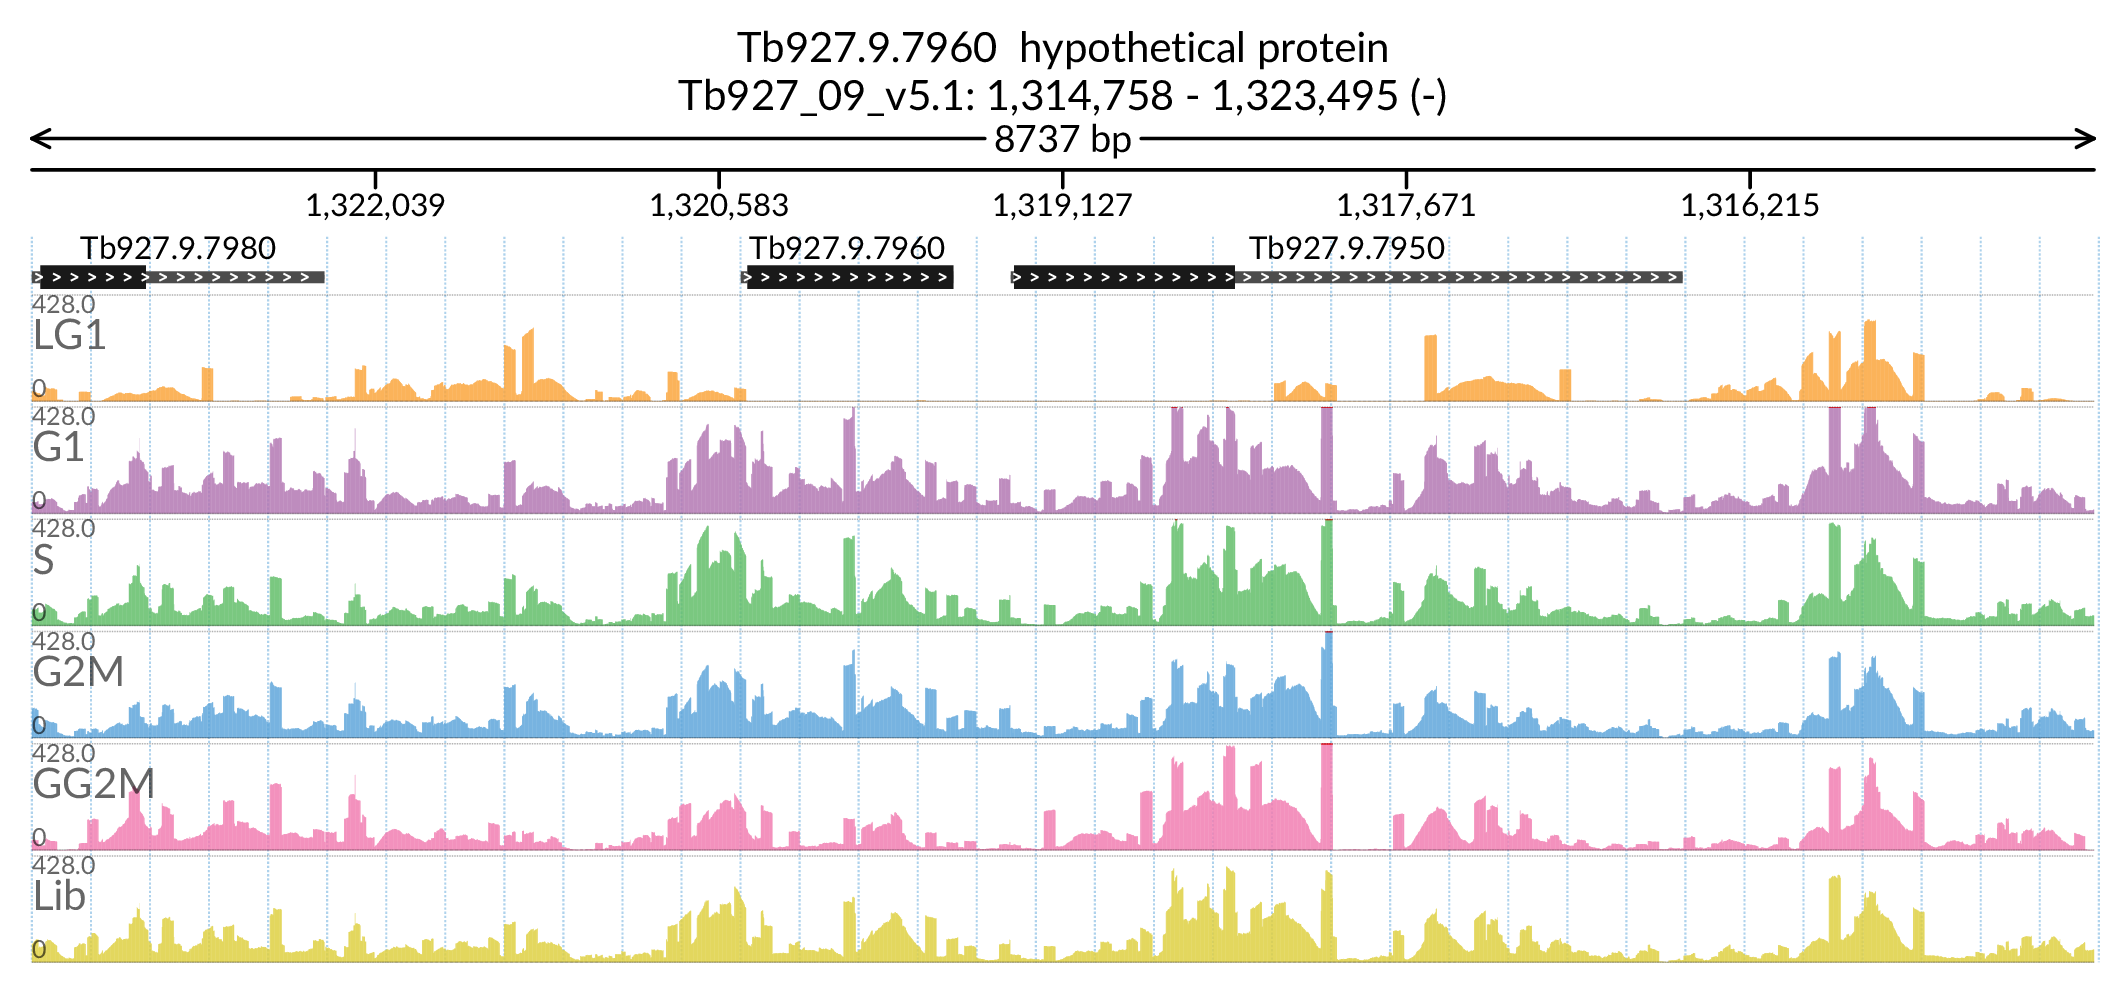 Tb927.9.7960  hypothetical protein
Tb927_09_v5.1: 1,314,758 - 1,323,495 (-)
8737 bp
1,322,039 1,320,583 1,319,127 1,317,671 1,316,215
Tb927.9.7980 Tb927.9.7960 Tb927.9.7950
428.0
LG1
0
428.0
G1
0
428.0
S
0
428.0
G2M
0
428.0
GG2M
0
428.0
Lib
0